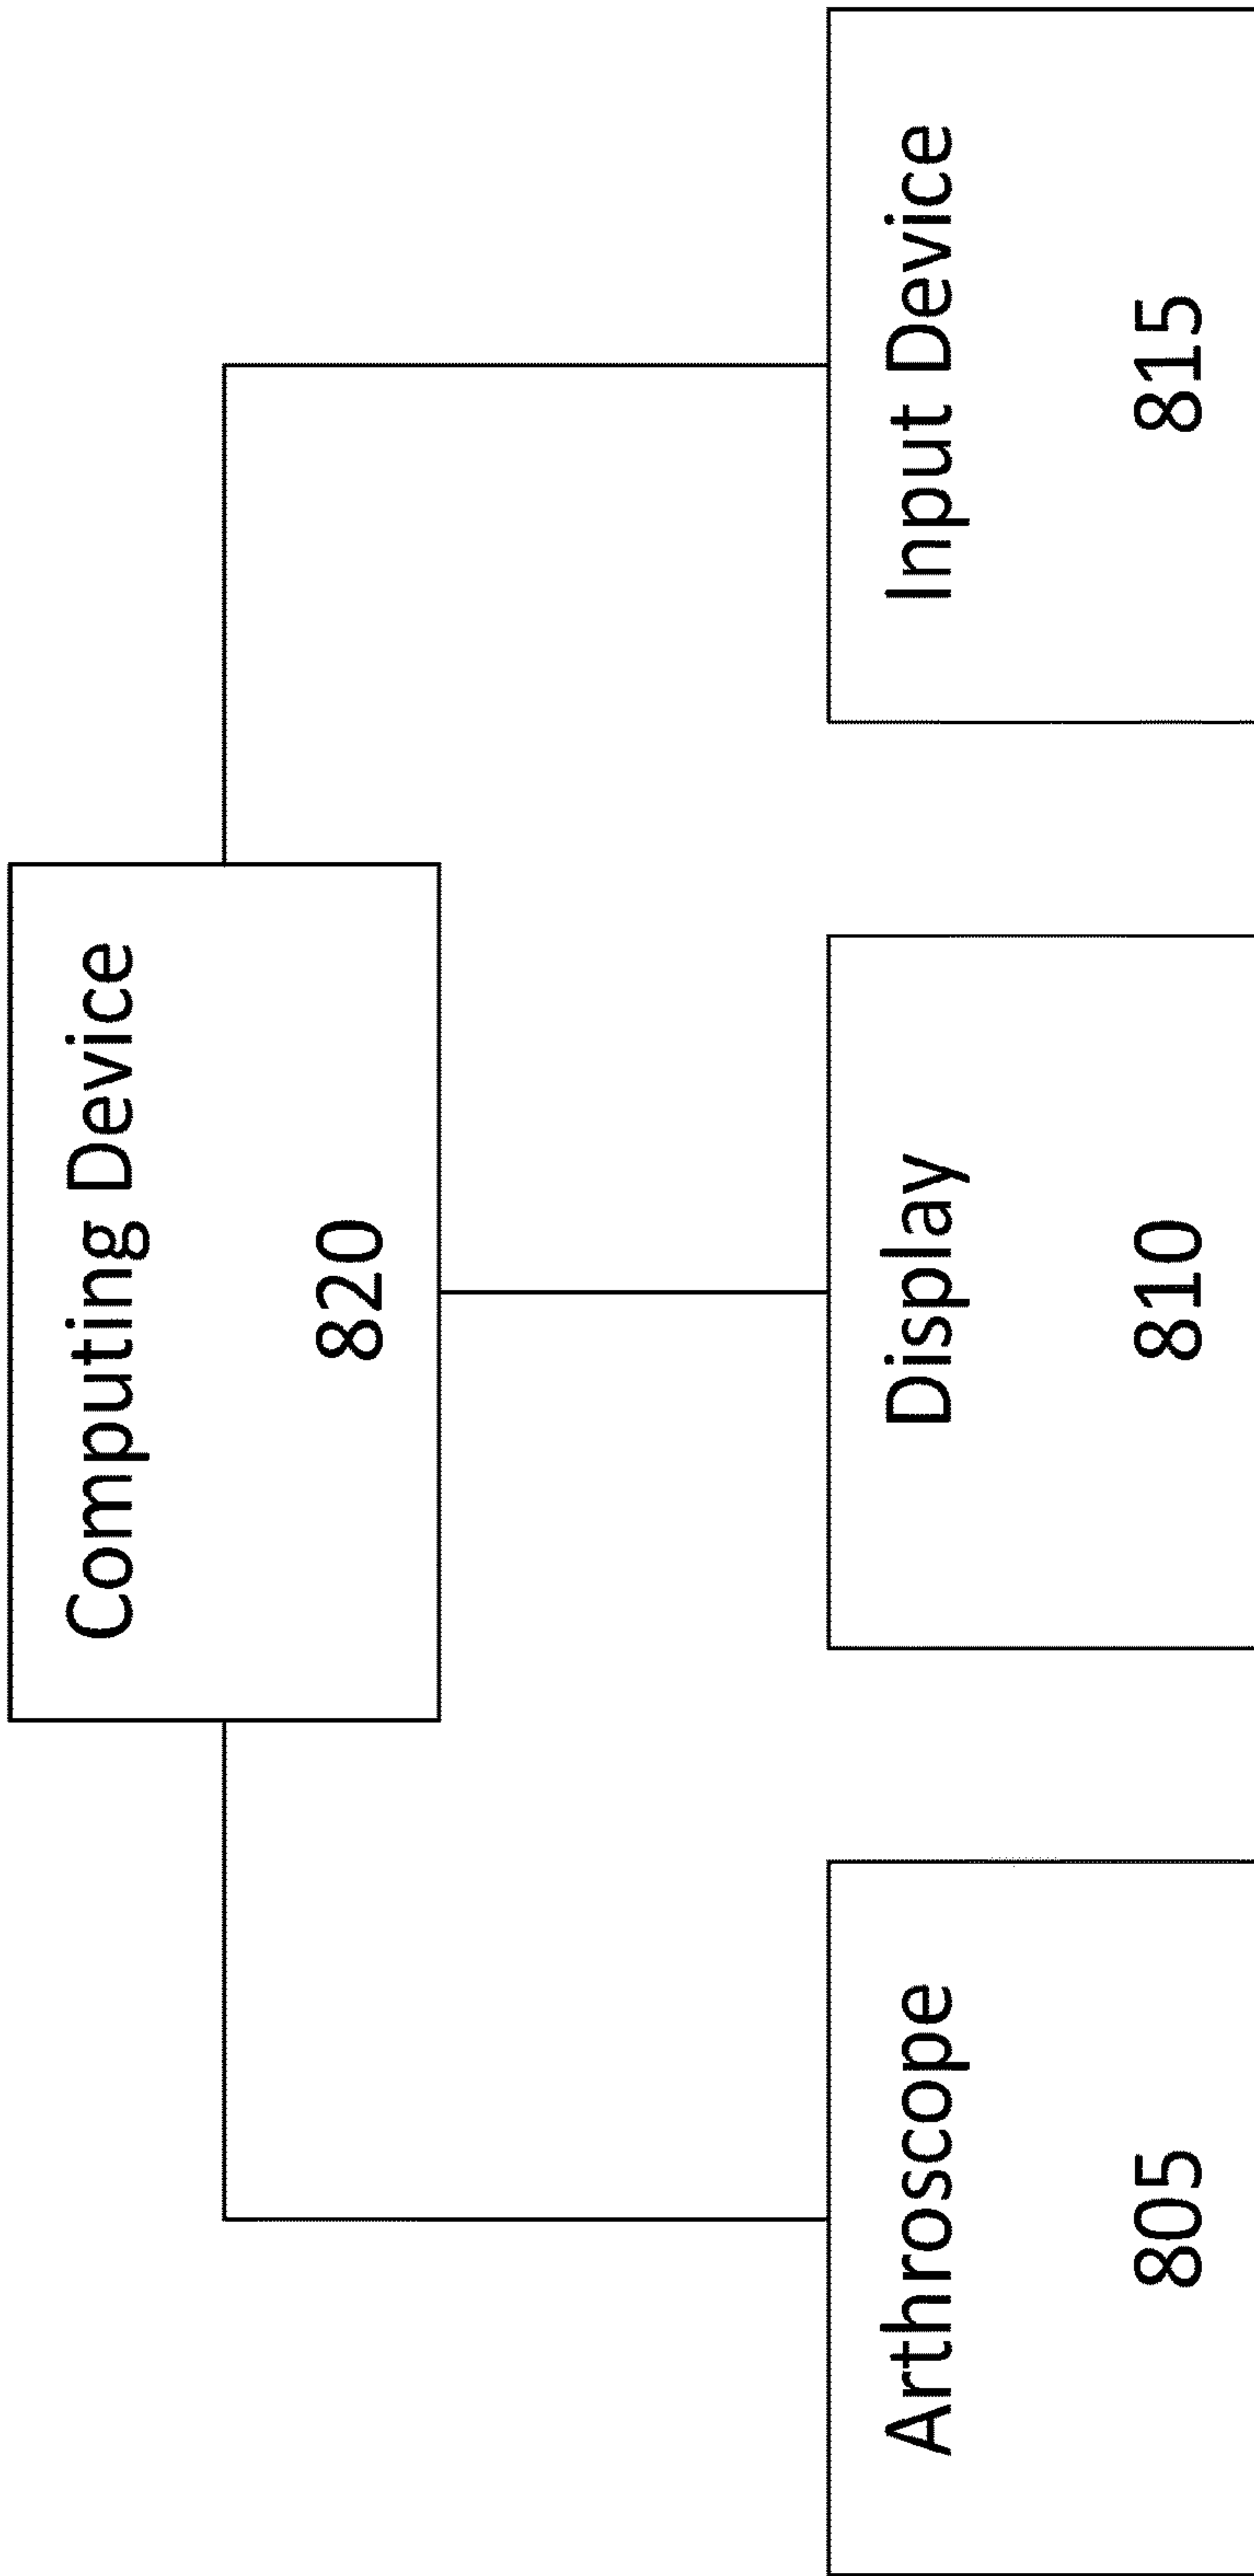 Computing Device
820
Arthroscope
805
Display
810
Input Device
815